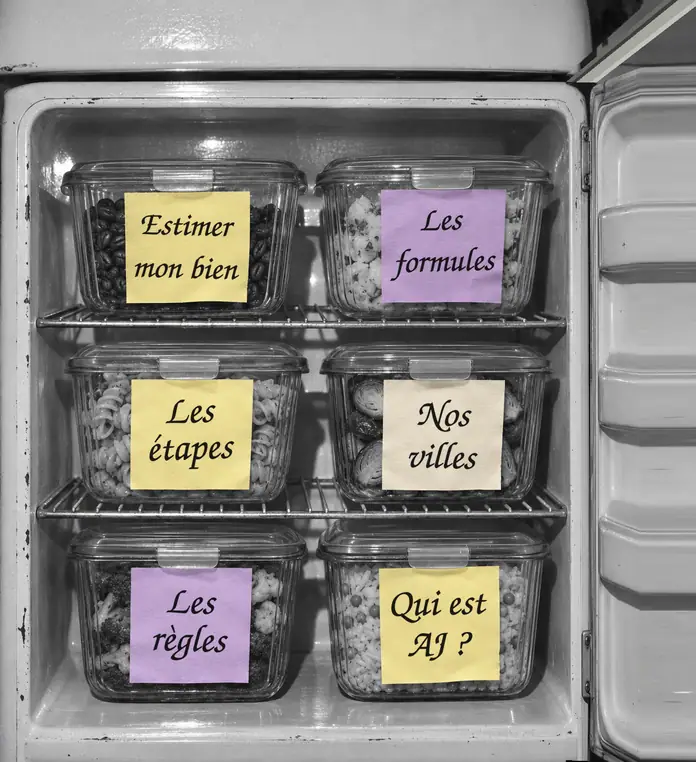 Estimer
mon bien
Les
formules
Les
étapes
Nos
villes
Les
règles
Qui est
AJ ?